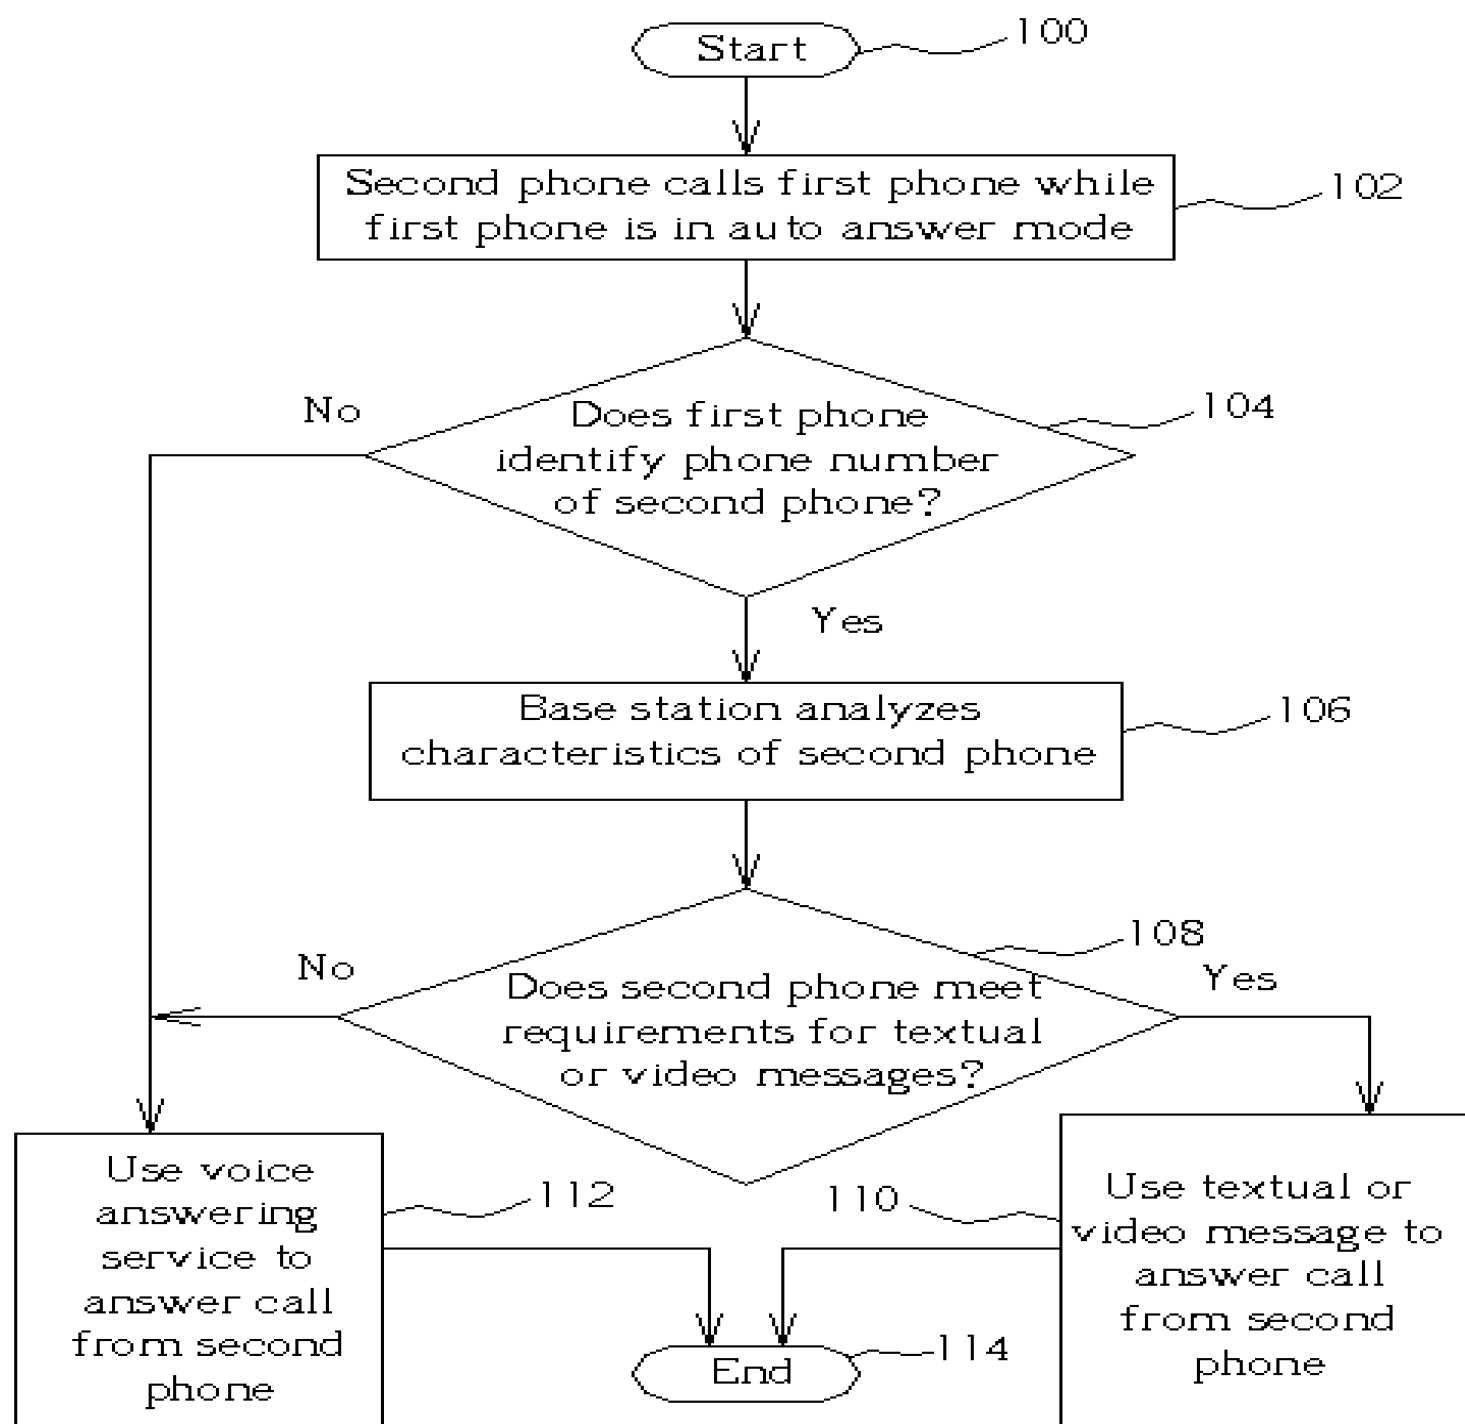 Start
100
Second phone calls first phone while
first phone is in auto answer mode
102
No
Does first phone
identify phone number
of second phone?
104
Yes
Base station analyzes
characteristics of second phone
106
No
Does second phone meet
requirements for textual
or video messages?
108
Yes
Use voice
answering
service to
answer call
from second
phone
112
110
Use textual or
video message to
answer call
from second
phone
End
114